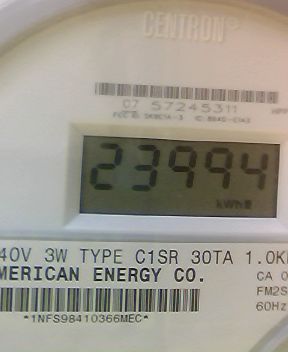 CENTRON®
07 57245311
23994
kWh
40V 3W TYPE C1SR 30TA 1.0K
MERICAN ENERGY CO.
CA 0
FM2S
60Hz
*1NFS98410366MEC*